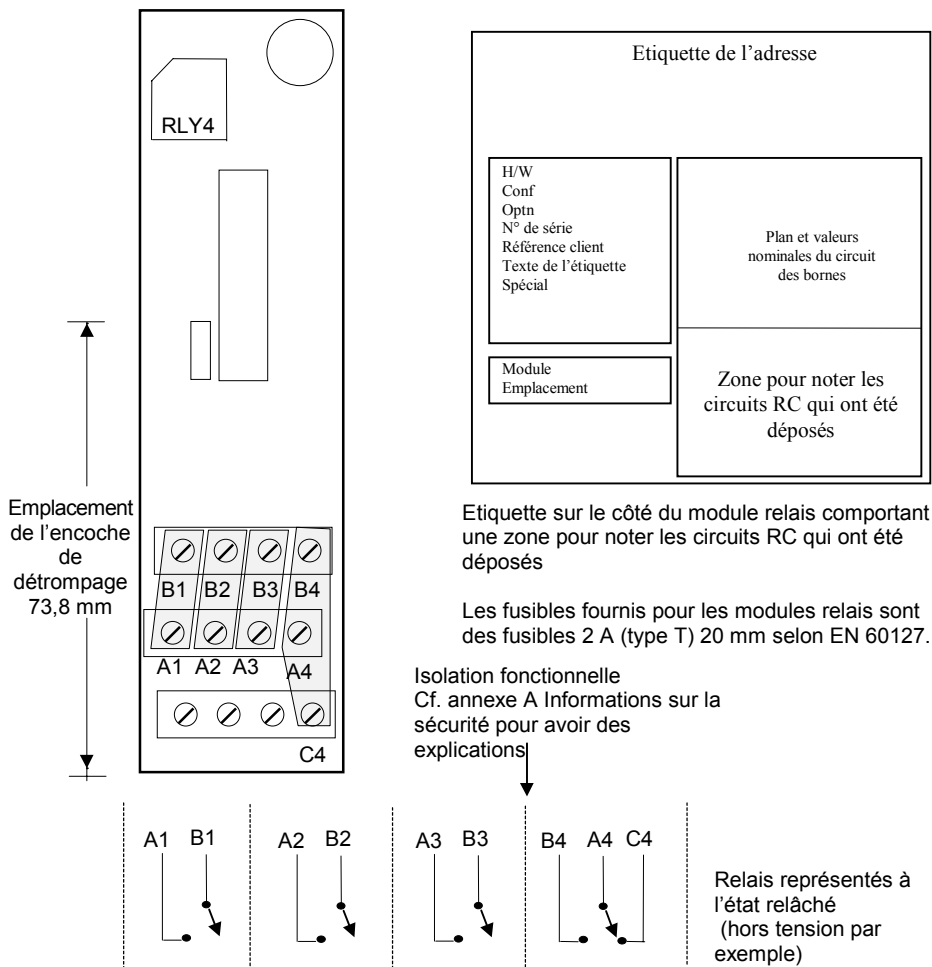 RLY4
Emplacement
de l'encoche
de
détrompage
73,8 mm
B1 B2 B3 B4
A1 A2 A3 A4
C4
Etiquette de l'adresse
H/W
Conf
Optn
N° de série
Référence client
Texte de l'étiquette
Spécial
Plan et valeurs
nominales du circuit
des bornes
Module
Emplacement
Zone pour noter les
circuits RC qui ont été
déposés
Etiquette sur le côté du module relais comportant
une zone pour noter les circuits RC qui ont été
déposés
Les fusibles fournis pour les modules relais sont
des fusibles 2 A (type T) 20 mm selon EN 60127.
Isolation fonctionnelle
Cf. annexe A Informations sur la
sécurité pour avoir des
explications
A1 B1 A2 B2 A3 B3 B4 A4 C4
Relais représentés à
l'état relâché
(hors tension par
exemple)